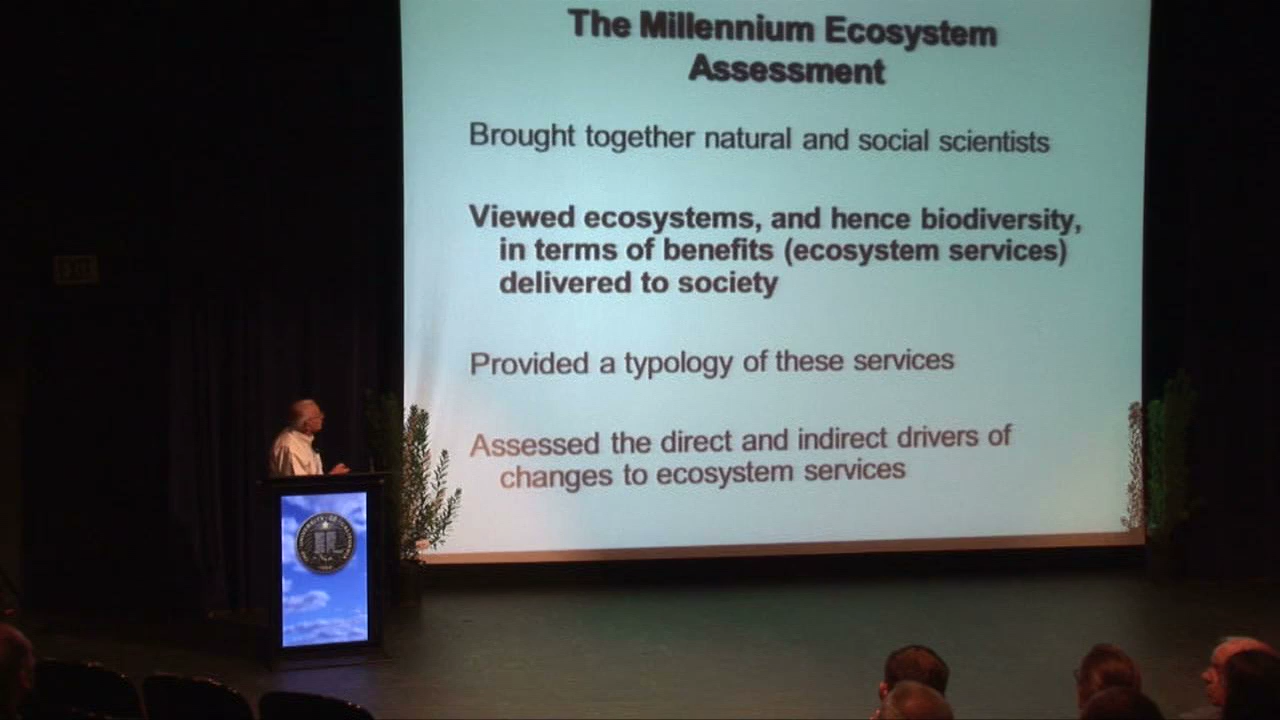 The Millennium Ecosystem
Assessment
Brought together natural and social scientists
Viewed ecosystems, and hence biodiversity,
in terms of benefits (ecosystem services)
delivered to society
Provided a typology of these services
Assessed the direct and indirect drivers of
changes to ecosystem services
EXIT